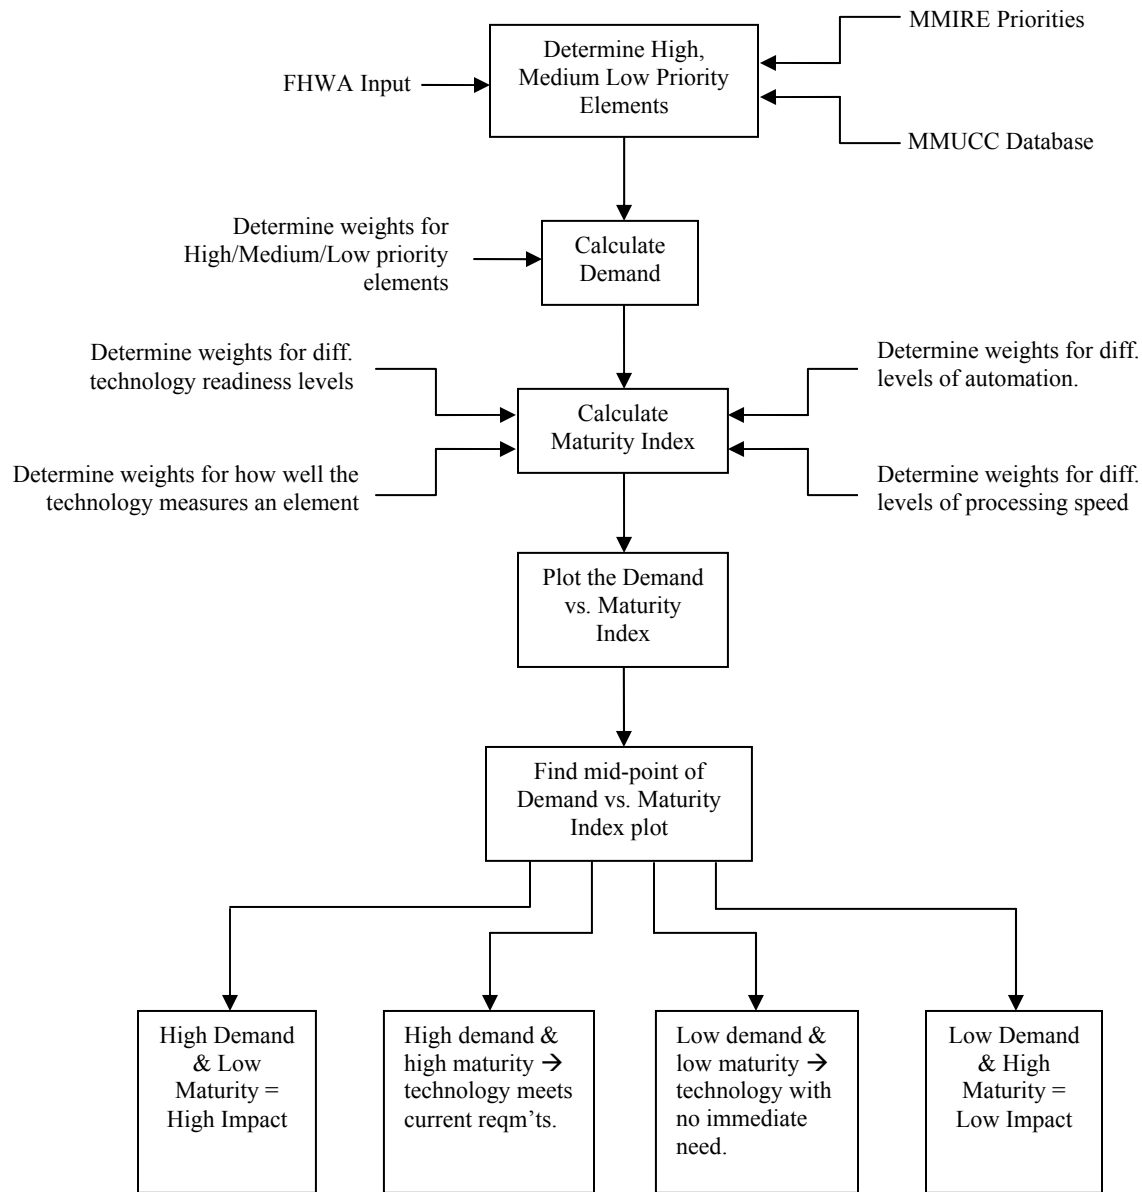 MMIRE Priorities
Determine High,
Medium Low Priority
Elements
FHWA Input
MMUCC Database
Determine weights for
High/Medium/Low priority
elements
Calculate
Demand
Determine weights for diff.
technology readiness levels
Determine weights for diff.
levels of automation.
Calculate
Maturity Index
Determine weights for how well the
technology measures an element
Determine weights for diff.
levels of processing speed
Plot the Demand
vs. Maturity
Index
Find mid-point of
Demand vs. Maturity
Index plot
High Demand
& Low
Maturity =
High Impact
High demand &
high maturity →
technology meets
current reqm’ts.
Low demand &
low maturity →
technology with
no immediate
need.
Low Demand
& High
Maturity =
Low Impact